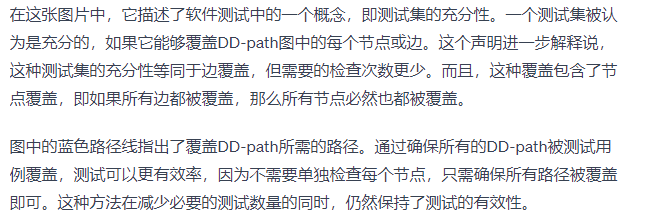 在这张图片中，它描述了软件测试中的一个概念，即测试集的充分性。一个测试集被认
为是充分的，如果它能够覆盖DD-path图中的每个节点或边。这个声明进一步解释说，
这种测试集的充分性等同于边覆盖，但需要的检查次数更少。而且，这种覆盖包含了节
点覆盖，即如果所有边都被覆盖，那么所有节点必然也都被覆盖。
图中的蓝色路径线指出了覆盖DD-path所需的路径。通过确保所有的DD-path被测试用
例覆盖，测试可以更有效率，因为不需要单独检查每个节点，只需确保所有路径被覆盖
即可。这种方法在减少必要的测试数量的同时，仍然保持了测试的有效性。